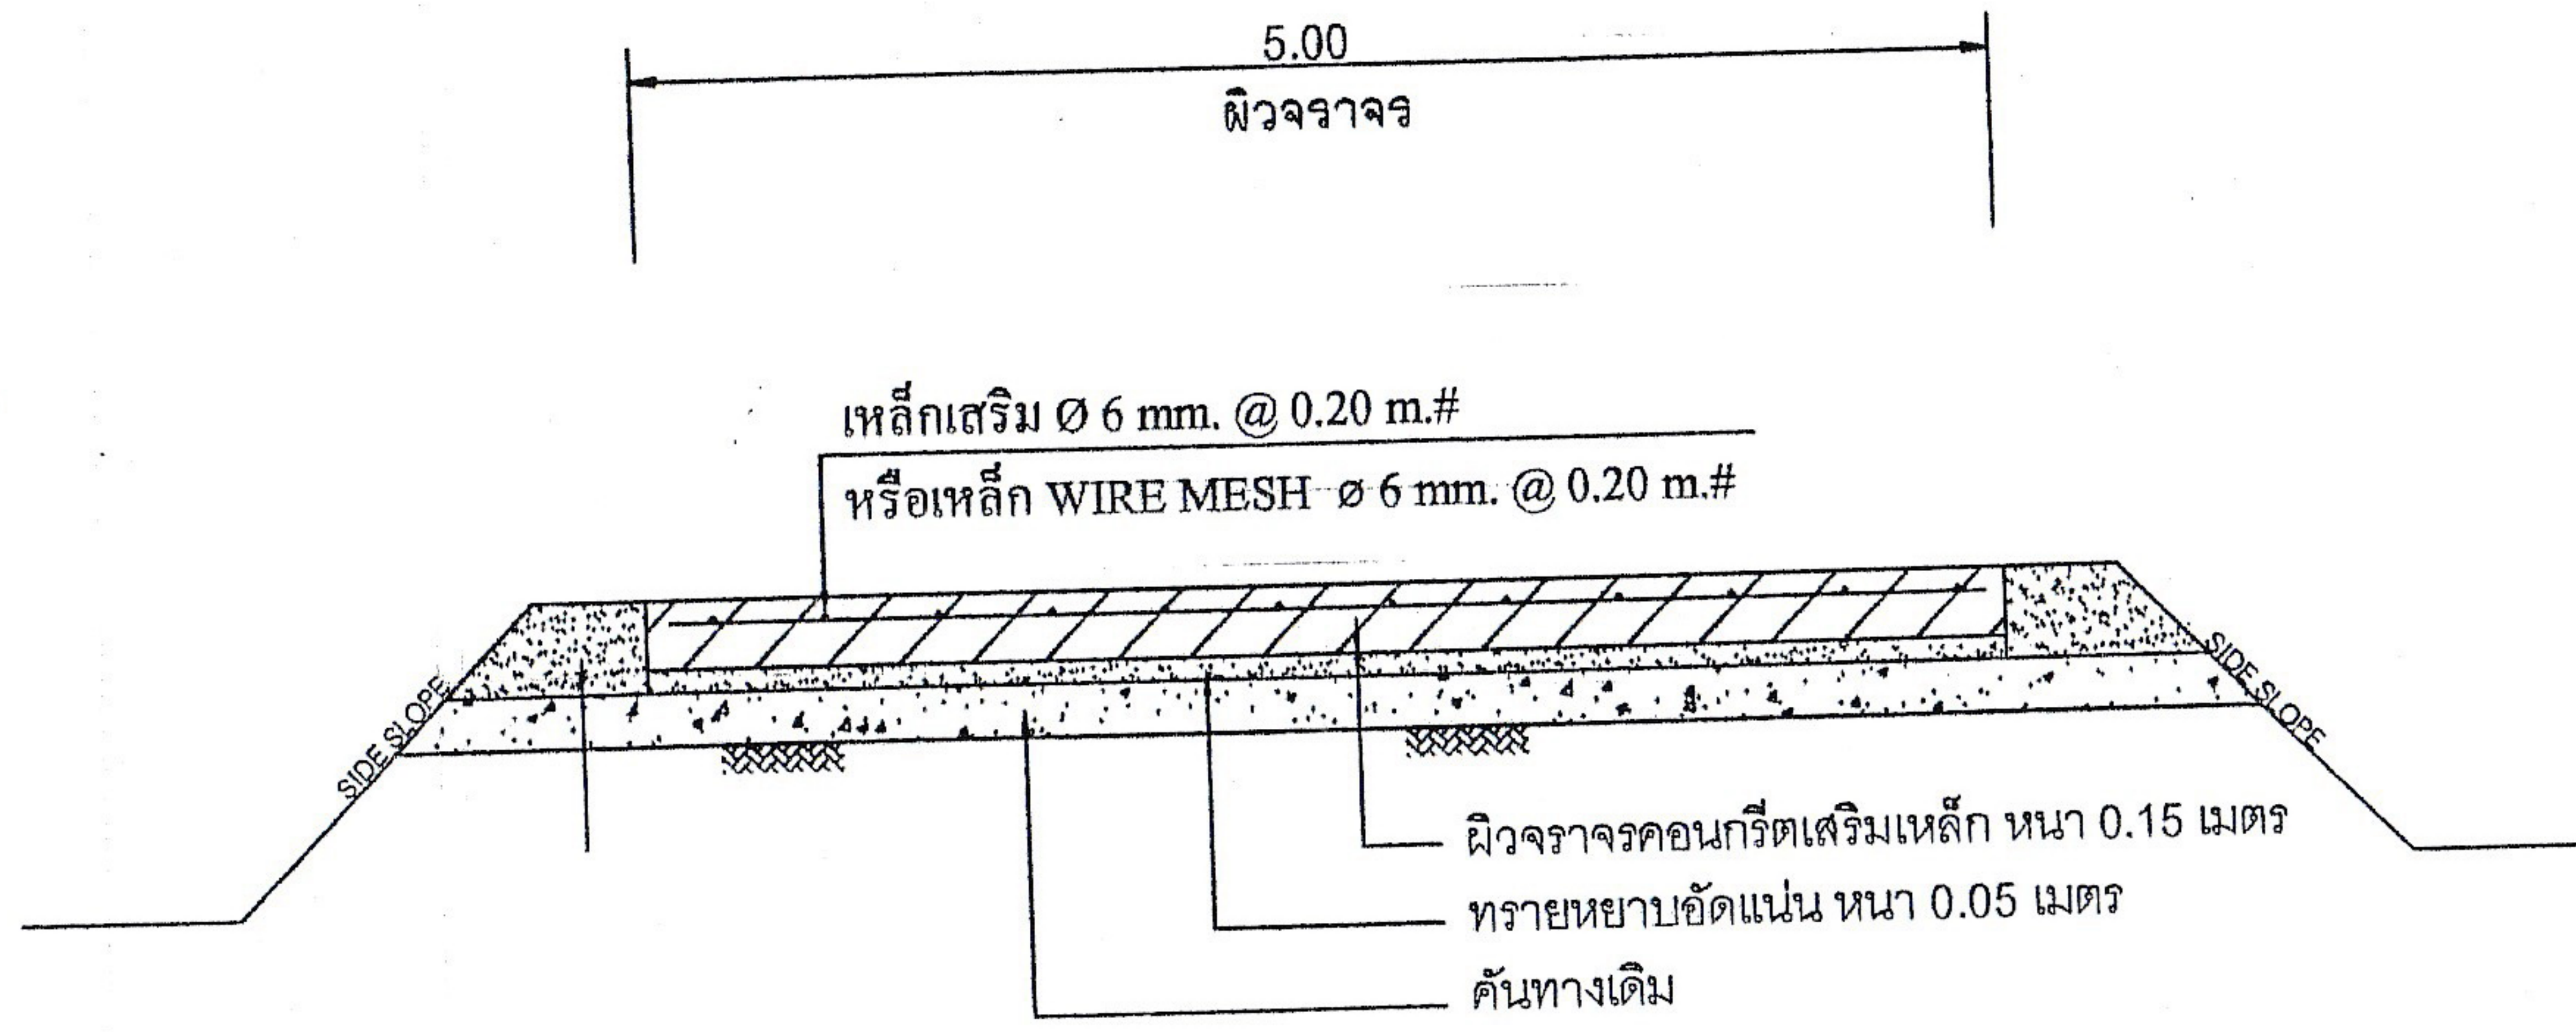 5.00
ผิวจราจร
เหล็กเสริม Ø 6 mm. @ 0.20 m.#
หรือเหล็ก WIRE MESH ø 6 mm. @ 0.20 m.#
SIDE SLOPE
SIDE SLOPE
ผิวจราจรคอนกรีตเสริมเหล็ก หนา 0.15 เมตร
ทรายหยาบอัดแน่น หนา 0.05 เมตร
คันทางเดิม